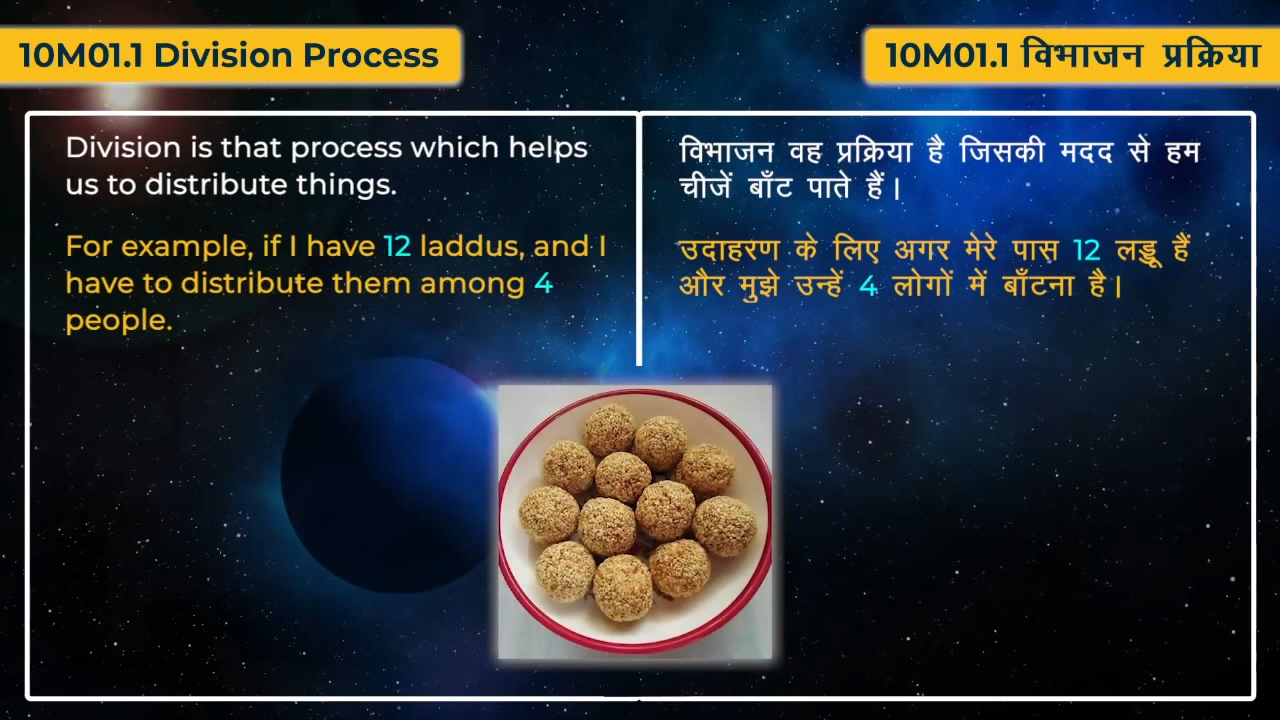 10M01.1 Division Process
10M01.1 विभाजन प्रक्रिया
Division is that process which helps
us to distribute things.
For example, if I have 12 laddus, and I
have to distribute them among 4
people.
विभाजन वह प्रक्रिया है जिसकी मदद से हम
चीजें बाँट पाते हैं।
उदाहरण के लिए अगर मेरे पास 12 लड्डू हैं
और मुझे उन्हें 4 लोगों में बाँटना है।